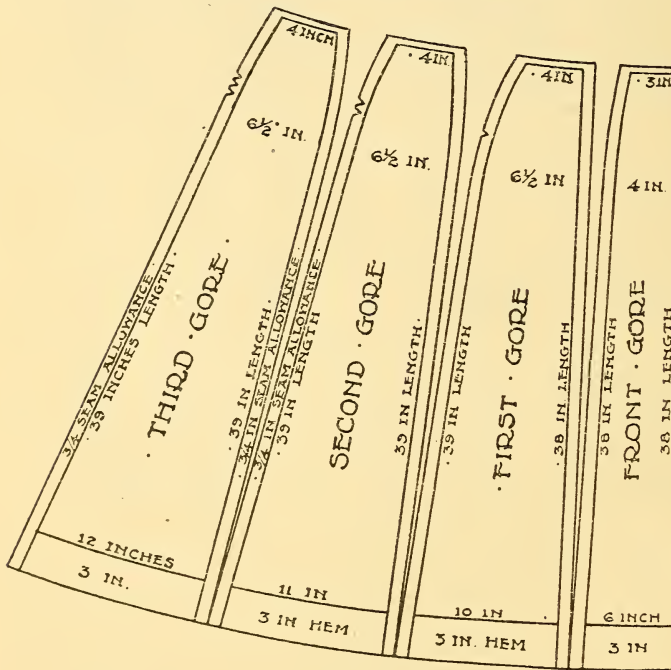 4 INCH
6½ IN.
· THIRD · GORE ·
¾ SEAM ALLOWANCE ·
· 39 INCHES LENGTH ·
· 39 IN LENGTH ·
· ¾ IN SEAM ALLOWANCE ·
12 INCHES
3 IN.
· 4 IN.
6½ IN.
SECOND · GORE
· ¾ IN SEAM ALLOWANCE ·
· 39 IN LENGTH
39 IN LENGTH ·
11 IN
3 IN HEM
· 4 IN
6½ IN
· FIRST · GORE
· 39 IN LENGTH
· 38 IN LENGTH
10 IN
3 IN. HEM
· 3 IN
4 IN.
FRONT · GORE
38 IN LENGTH
38 IN LENGTH
6 INCH
3 IN